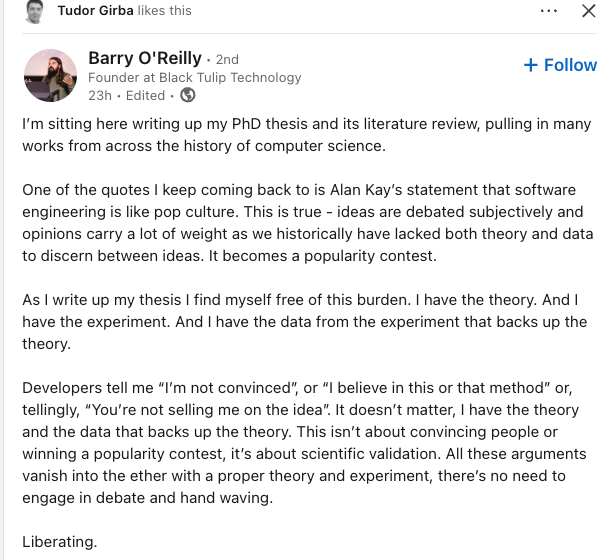 Tudor Girba likes this
Barry O'Reilly · 2nd
Founder at Black Tulip Technology
23h · Edited ·
+ Follow
I’m sitting here writing up my PhD thesis and its literature review, pulling in many
works from across the history of computer science.
One of the quotes I keep coming back to is Alan Kay’s statement that software
engineering is like pop culture. This is true - ideas are debated subjectively and
opinions carry a lot of weight as we historically have lacked both theory and data
to discern between ideas. It becomes a popularity contest.
As I write up my thesis I find myself free of this burden. I have the theory. And I
have the experiment. And I have the data from the experiment that backs up the
theory.
Developers tell me “I’m not convinced”, or “I believe in this or that method” or,
tellingly, “You’re not selling me on the idea”. It doesn’t matter, I have the theory
and the data that backs up the theory. This isn’t about convincing people or
winning a popularity contest, it’s about scientific validation. All these arguments
vanish into the ether with a proper theory and experiment, there’s no need to
engage in debate and hand waving.
Liberating.